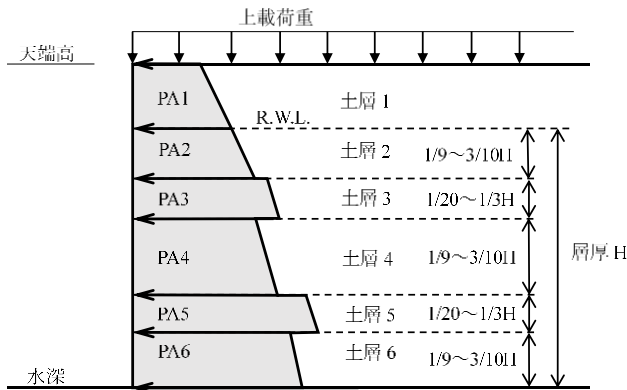 上載荷重
天端高
PA1
R.W.L.
土層 1
PA2
土層 2
1/9~3/10H
PA3
土層 3
1/20~1/3H
PA4
土層 4
1/9~3/10H
層厚 H
PA5
土層 5
1/20~1/3H
PA6
土層 6
1/9~3/10H
水深